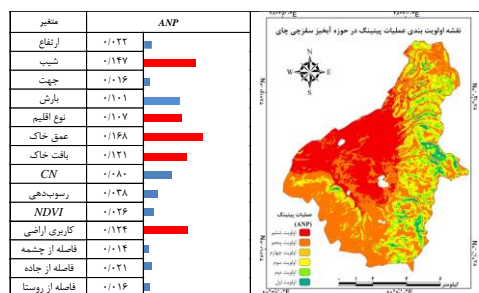 متغیر ANP
ارتفاع ۰/۰۲۲
شیب ۰/۱۴۷
جهت ۰/۰۱۶
بارش ۰/۱۰۱
نوع اقلیم ۰/۱۰۷
عمق خاک ۰/۱۶۸
بافت خاک ۰/۱۲۱
CN ۰/۰۸۰
رسوب‌دهی ۰/۰۳۸
NDVI ۰/۰۲۶
کاربری اراضی ۰/۱۲۴
فاصله از چشمه ۰/۰۱۴
فاصله از جاده ۰/۰۲۱
فاصله از روستا ۰/۰۱۶
نقشه اولویت بندی عملیات پیتینگ در حوزه آبخیز سقزچی چای
N
W E
S
عملیات پیتینگ
(ANP)
اولویت ششم
اولویت پنجم
اولویت چهارم
اولویت سوم
اولویت دوم
اولویت اول
کیلومتر